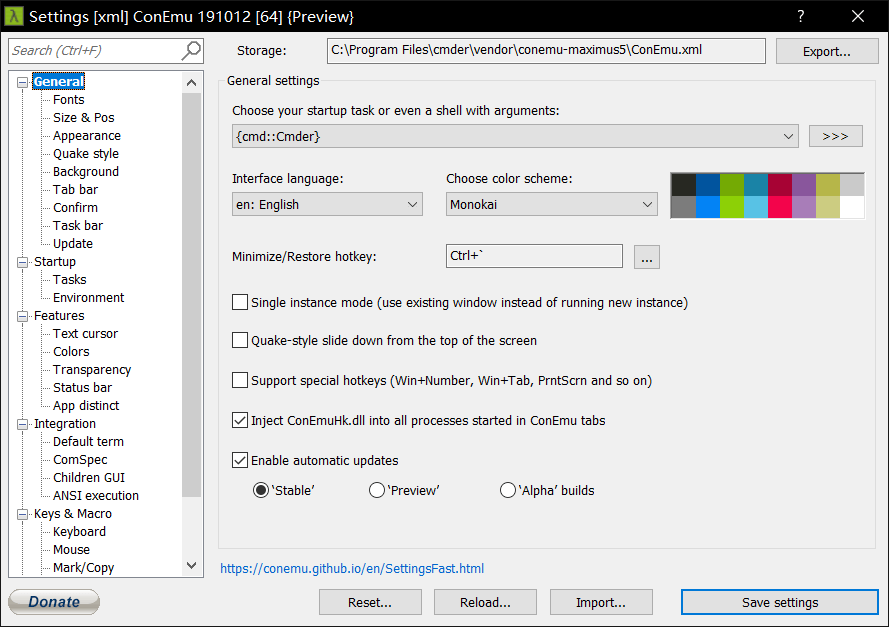 Settings [xml] ConEmu 191012 [64] {Preview}
?
Search (Ctrl+F)
Storage:
C:\Program Files\cmder\vendor\conemu-maximus5\ConEmu.xml
Export...
General
Fonts
Size & Pos
Appearance
Quake style
Background
Tab bar
Confirm
Task bar
Update
Startup
Tasks
Environment
Features
Text cursor
Colors
Transparency
Status bar
App distinct
Integration
Default term
ComSpec
Children GUI
ANSI execution
Keys & Macro
Keyboard
Mouse
Mark/Copy
General settings
Choose your startup task or even a shell with arguments:
{cmd::Cmder}
>>>
Interface language:
Choose color scheme:
en: English
Monokai
Minimize/Restore hotkey:
Ctrl+`
...
Single instance mode (use existing window instead of running new instance)
Quake-style slide down from the top of the screen
Support special hotkeys (Win+Number, Win+Tab, PrntScrn and so on)
Inject ConEmuHk.dll into all processes started in ConEmu tabs
Enable automatic updates
‘Stable’
‘Preview’
‘Alpha’ builds
https://conemu.github.io/en/SettingsFast.html
Donate
Reset...
Reload...
Import...
Save settings